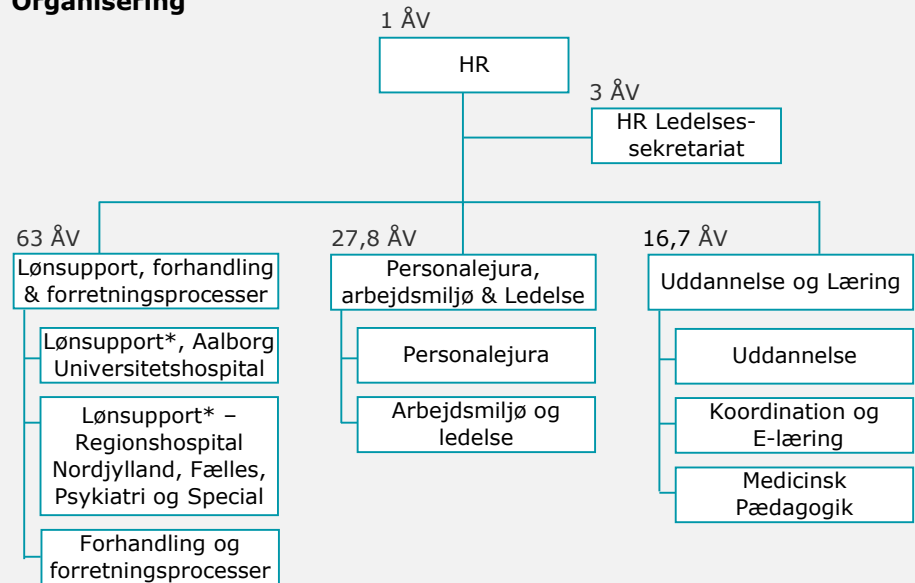 Organisering
1 ÅV
HR
3 ÅV
HR Ledelses-
sekretariat
63 ÅV
Lønsupport, forhandling
& forretningsprocesser
Lønsupport*, Aalborg
Universitetshospital
Lønsupport* –
Regionshospital
Nordjylland, Fælles,
Psykiatri og Special
Forhandling og
forretningsprocesser
27,8 ÅV
Personalejura,
arbejdsmiljø & Ledelse
Personalejura
Arbejdsmiljø og
ledelse
16,7 ÅV
Uddannelse og Læring
Uddannelse
Koordination og
E-læring
Medicinsk
Pædagogik